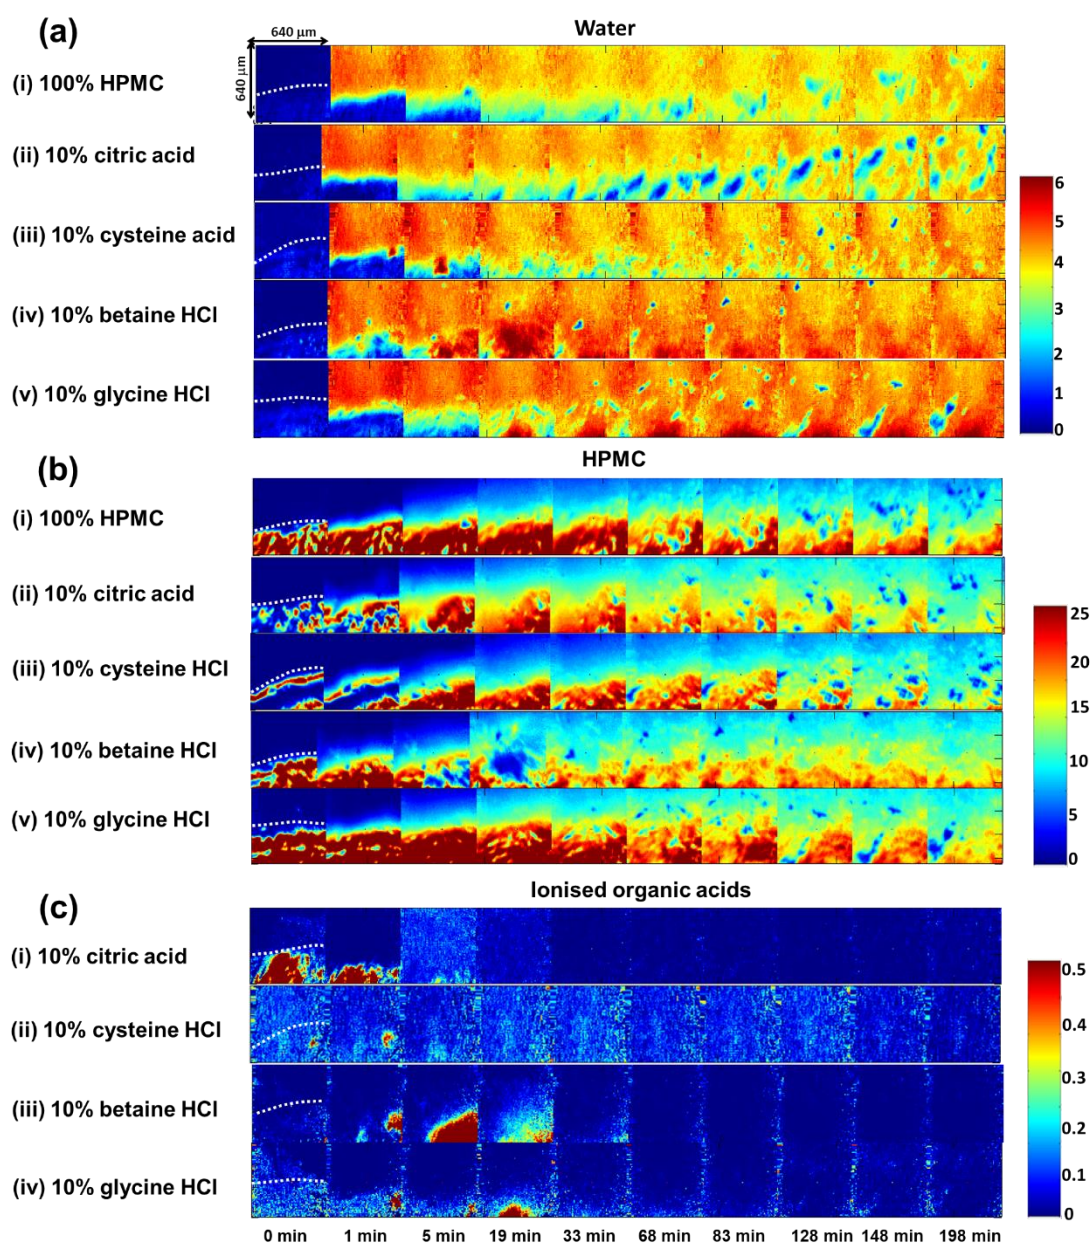 (a)
Water
640 μm
640 μm
(i) 100% HPMC
(ii) 10% citric acid
(iii) 10% cysteine acid
(iv) 10% betaine HCl
(v) 10% glycine HCl
6
5
4
3
2
1
0
(b)
HPMC
(i) 100% HPMC
(ii) 10% citric acid
(iii) 10% cysteine HCl
(iv) 10% betaine HCl
(v) 10% glycine HCl
25
20
15
10
5
0
(c)
Ionised organic acids
(i) 10% citric acid
(ii) 10% cysteine HCl
(iii) 10% betaine HCl
(iv) 10% glycine HCl
0.5
0.4
0.3
0.2
0.1
0
0 min 1 min 5 min 19 min 33 min 68 min 83 min 128 min 148 min 198 min